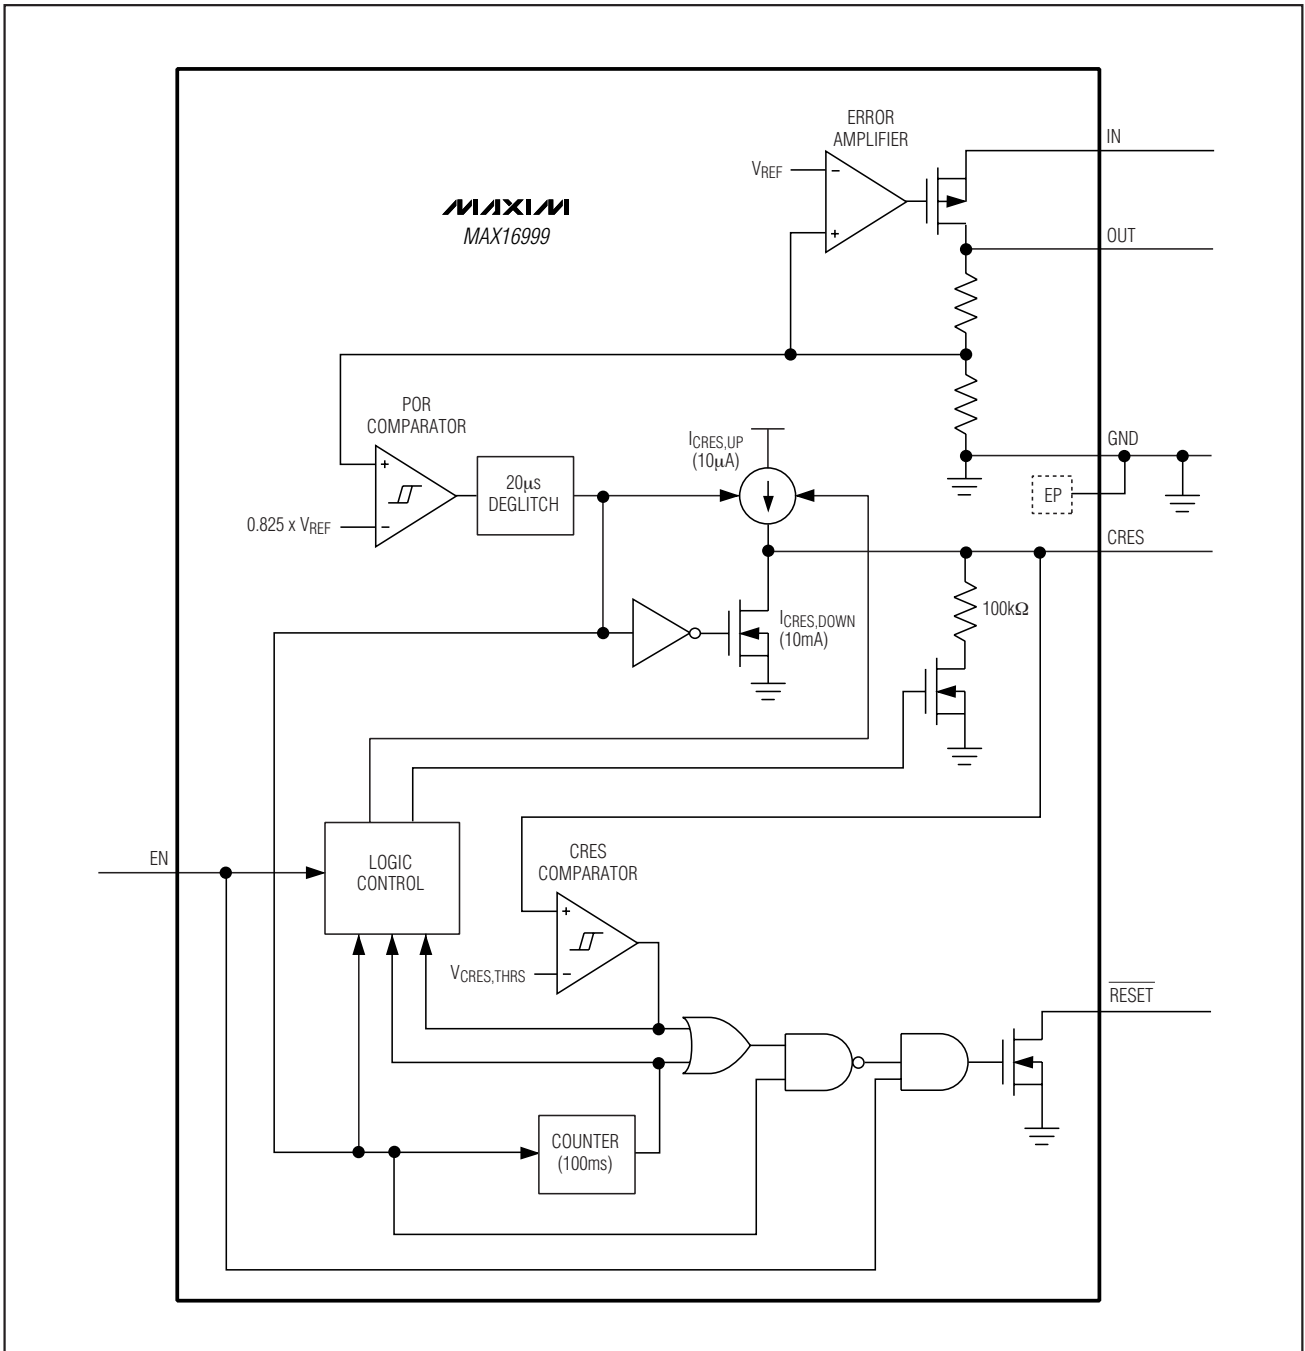 ERROR
AMPLIFIER
IN
VREF
−
+
MAXIM
MAX16999
OUT
POR
COMPARATOR
+
−
0.825 x VREF
20μs
DEGLITCH
ICRES,UP
(10μA)
GND
EP
CRES
100kΩ
ICRES,DOWN
(10mA)
EN
LOGIC
CONTROL
CRES
COMPARATOR
+
−
VCRES,THRS
RESET
COUNTER
(100ms)